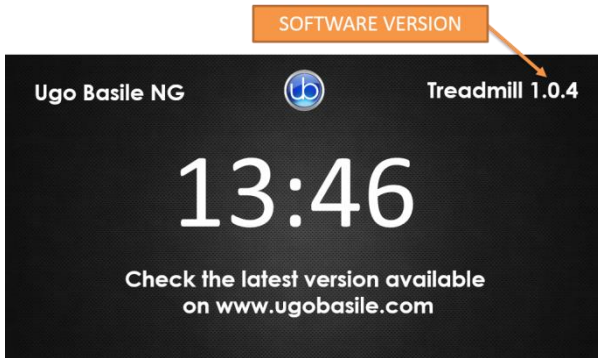 SOFTWARE VERSION
Ugo Basile NG
ub
Treadmill 1.0.4
13:46
Check the latest version available
on www.ugobasile.com